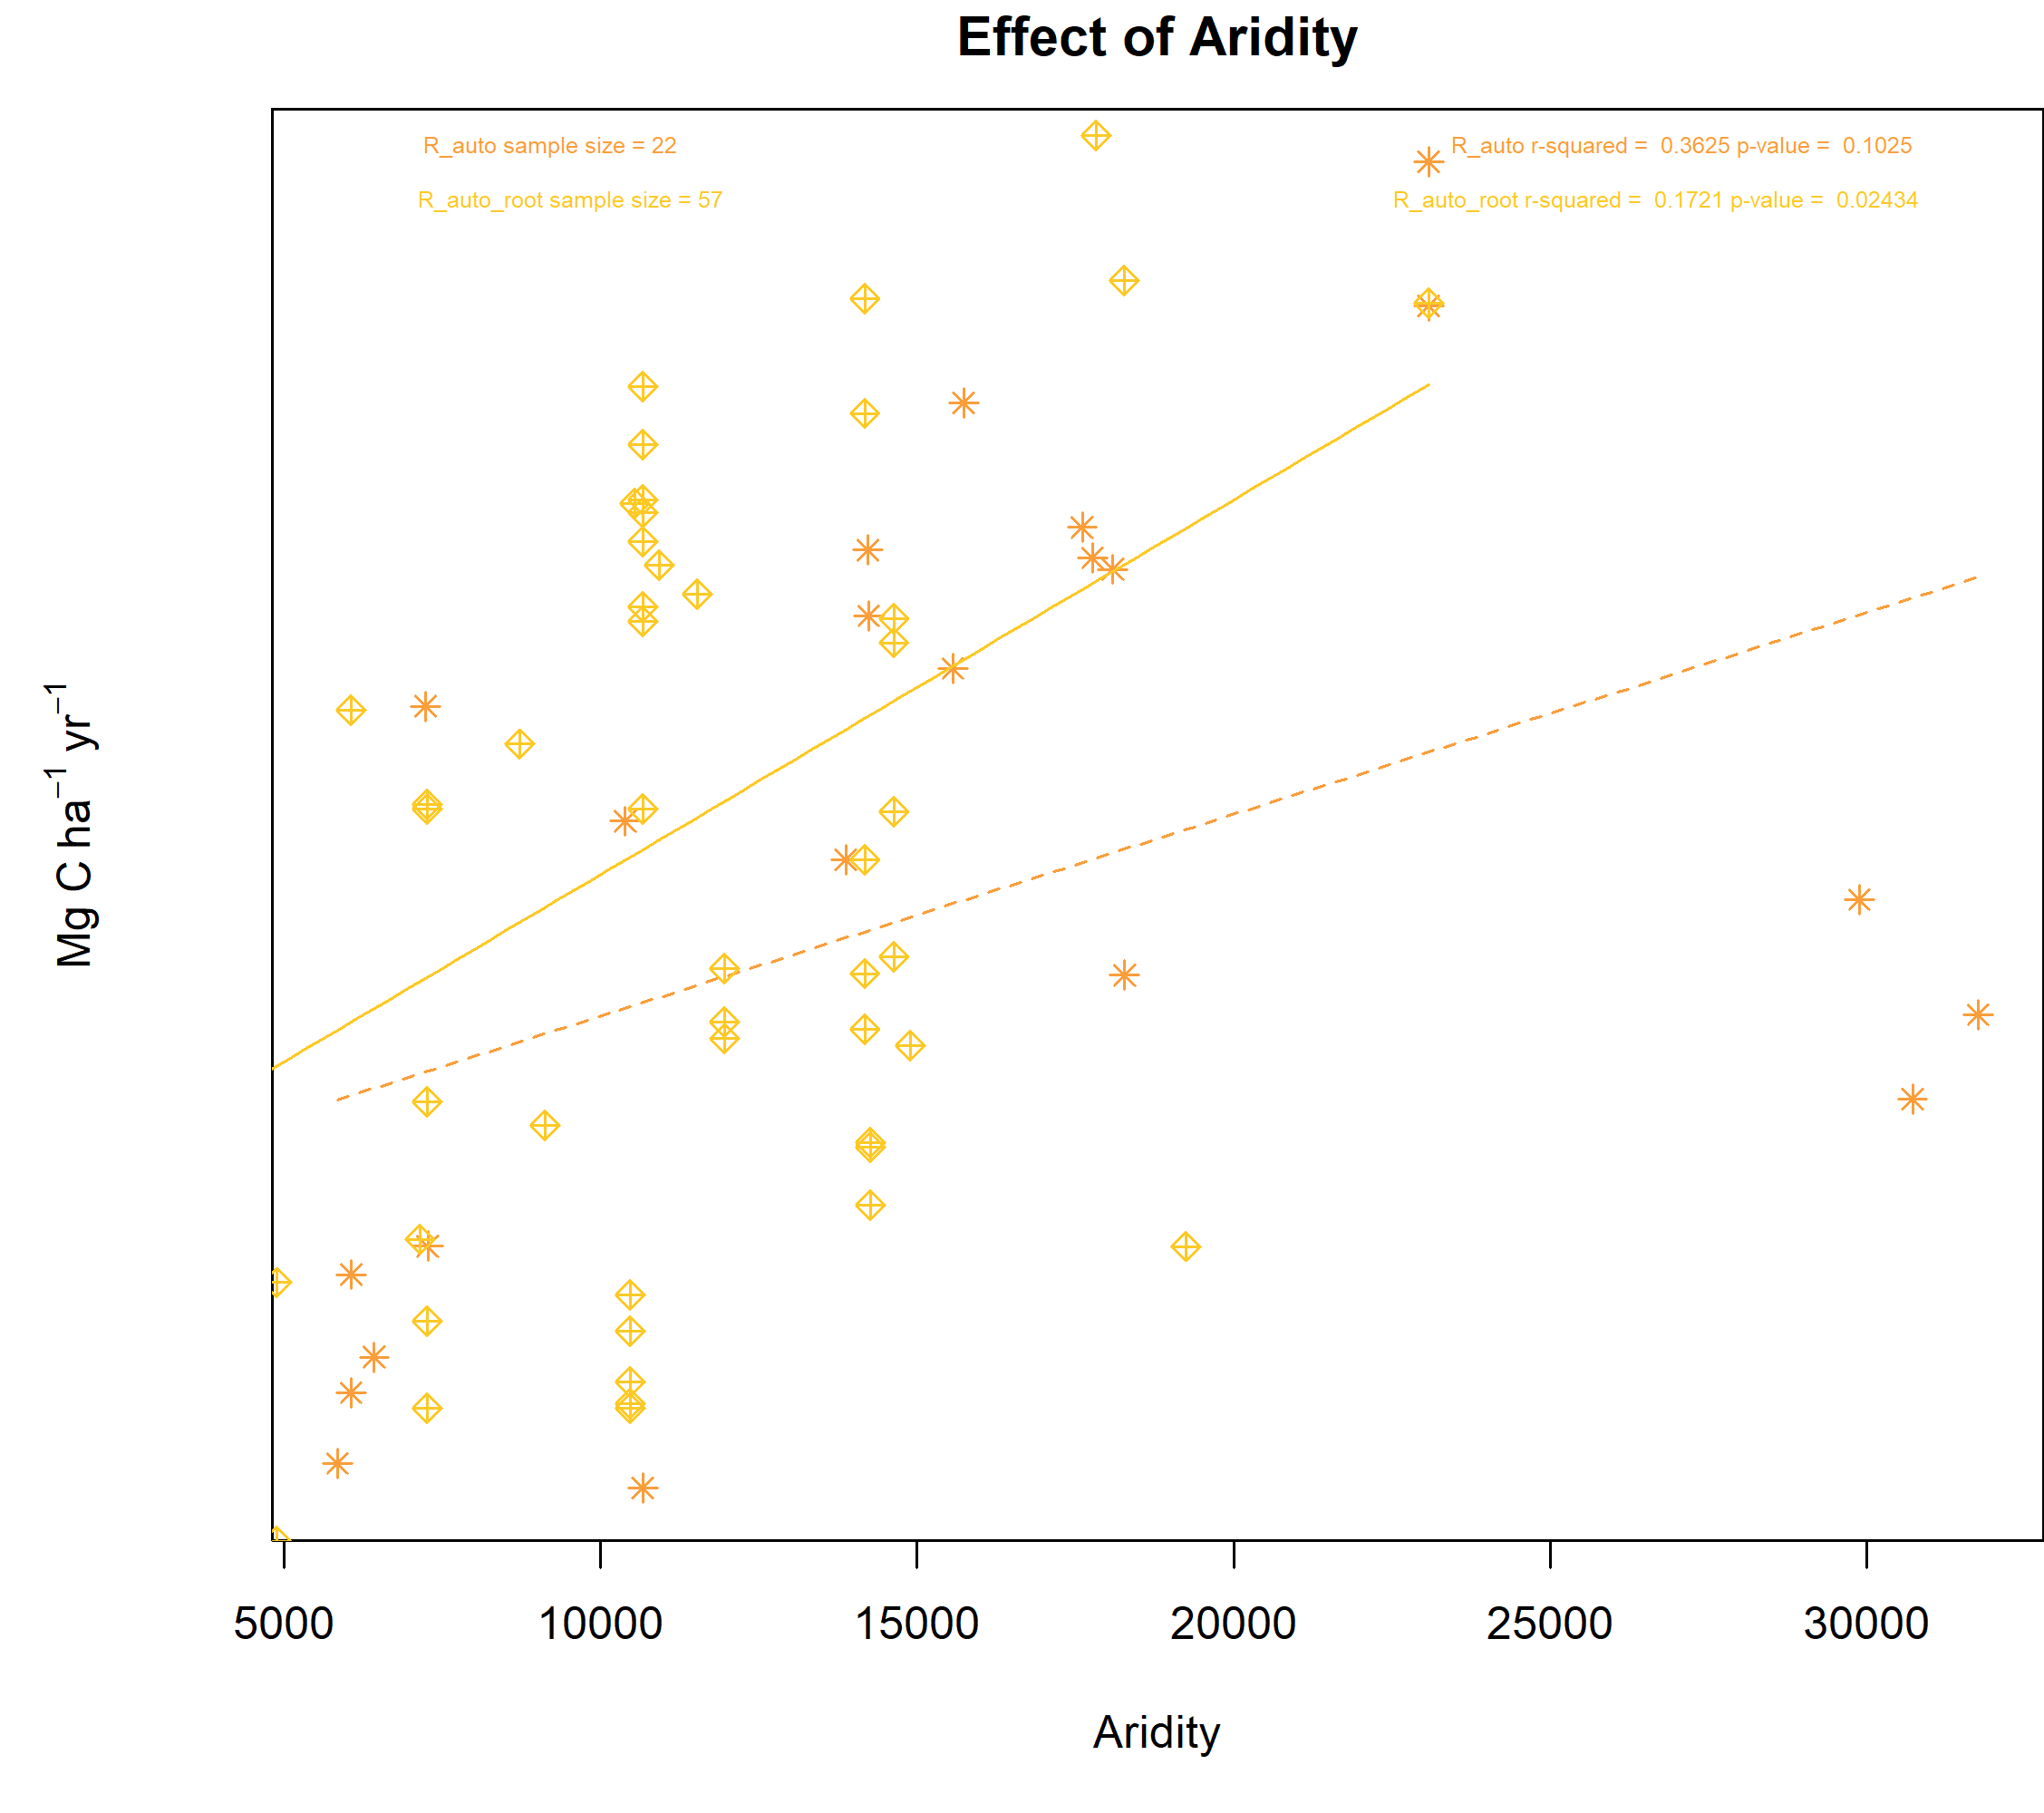 Effect of Aridity
R_auto sample size = 22
R_auto r-squared = 0.3625 p-value = 0.1025
R_auto_root sample size = 57
R_auto_root r-squared = 0.1721 p-value = 0.02434
Mg C ha⁻¹ yr⁻¹
5000 10000 15000 20000 25000 30000
Aridity